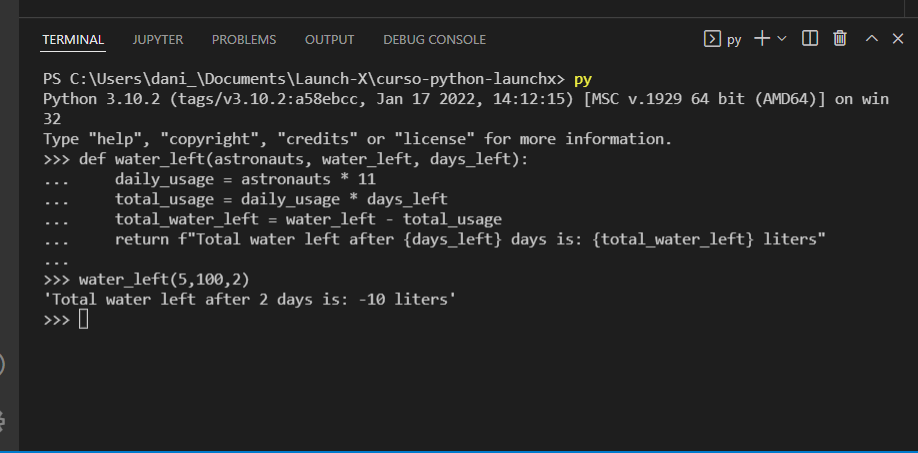 TERMINAL JUPYTER PROBLEMS OUTPUT DEBUG CONSOLE py
PS C:\Users\dani_\Documents\Launch-X\curso-python-launchx> py
Python 3.10.2 (tags/v3.10.2:a58ebcc, Jan 17 2022, 14:12:15) [MSC v.1929 64 bit (AMD64)] on win
32
Type "help", "copyright", "credits" or "license" for more information.
>>> def water_left(astronauts, water_left, days_left):
...     daily_usage = astronauts * 11
...     total_usage = daily_usage * days_left
...     total_water_left = water_left - total_usage
...     return f"Total water left after {days_left} days is: {total_water_left} liters"
...
>>> water_left(5,100,2)
'Total water left after 2 days is: -10 liters'
>>>